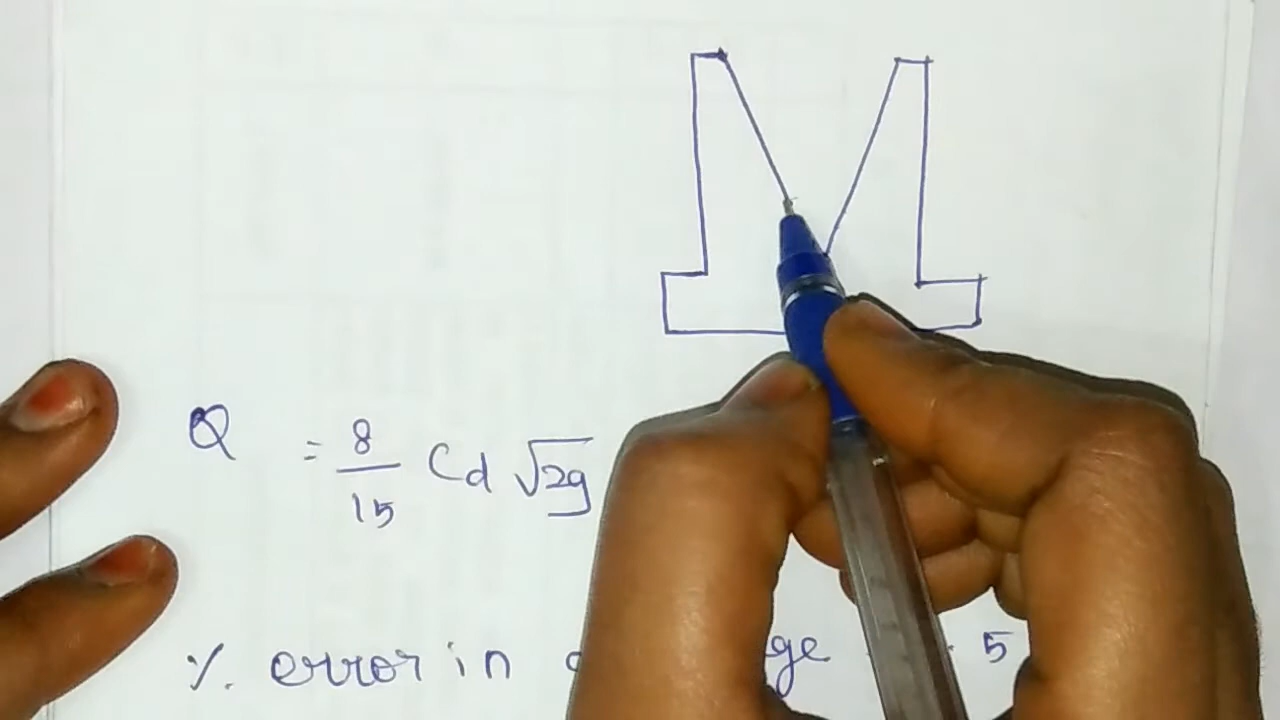 Q = 8/15 Cd √2g
% error in ge 5